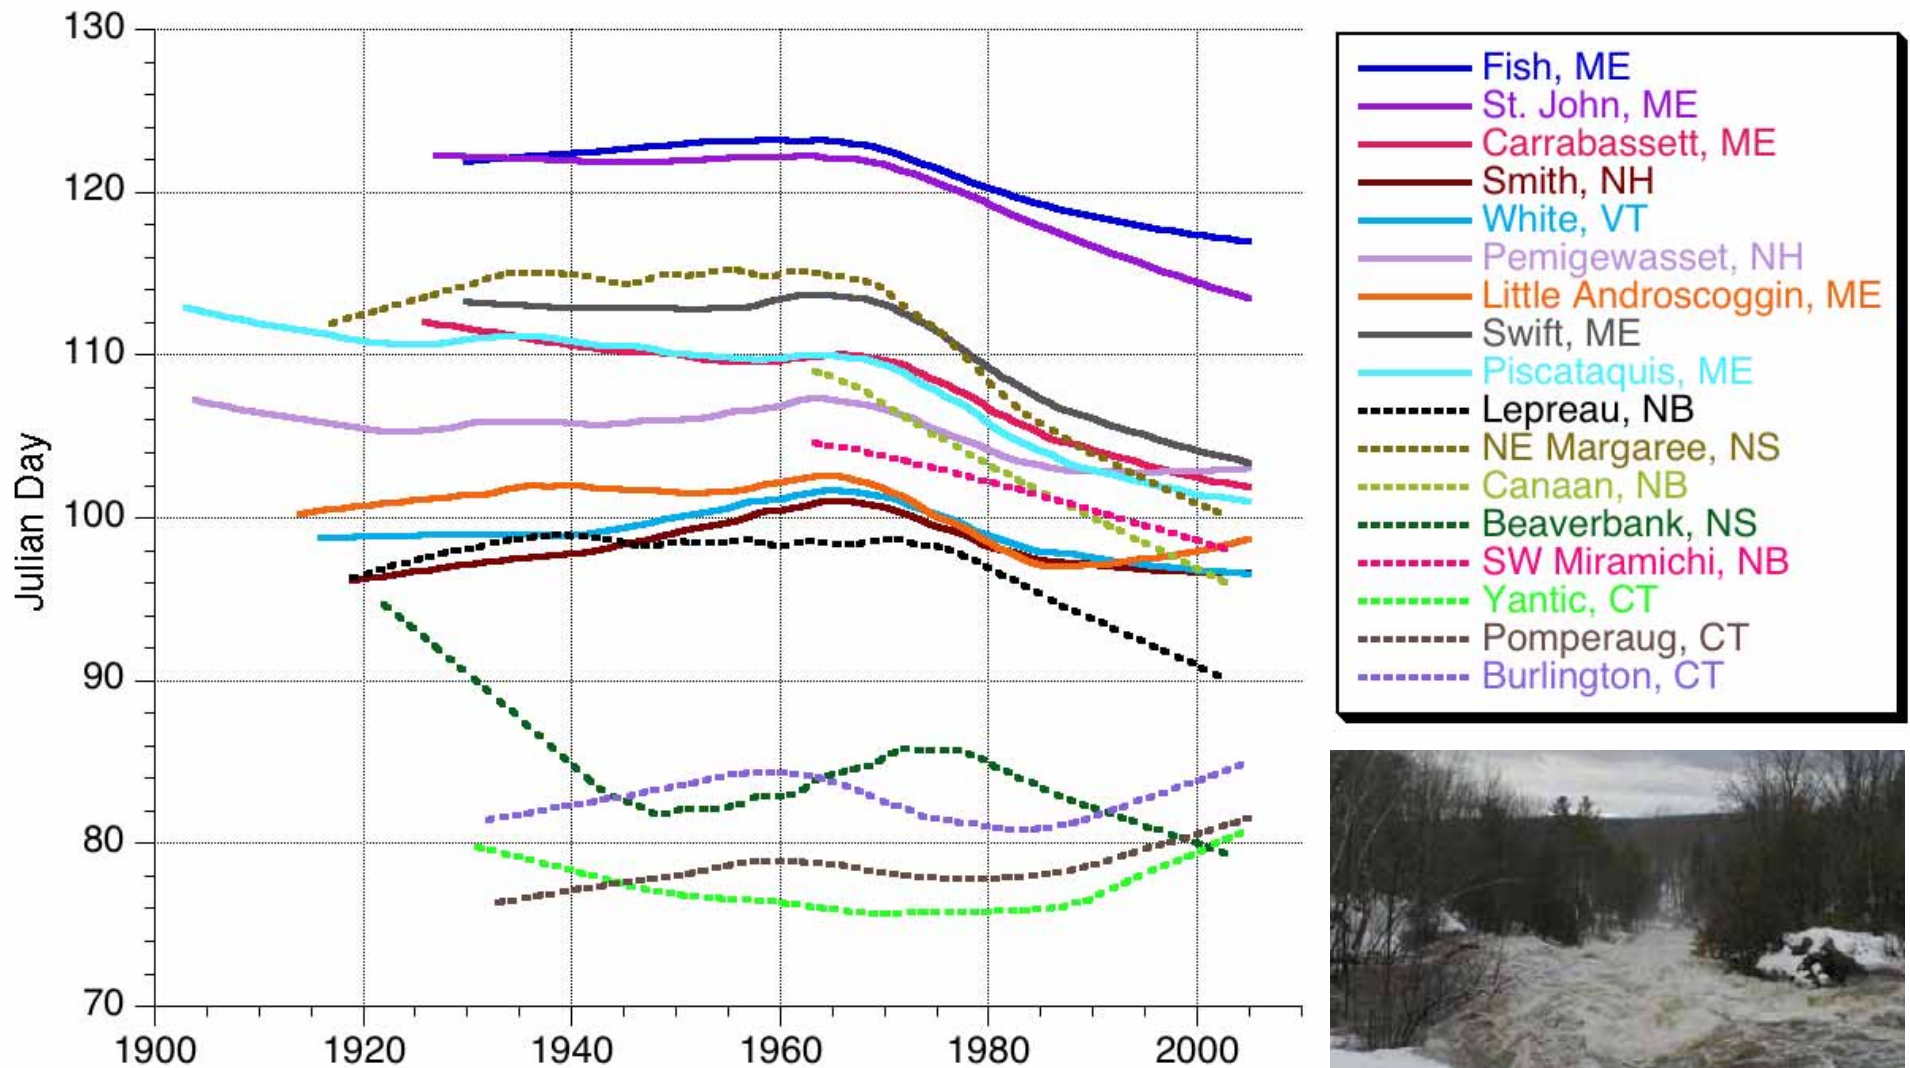 130
120
110
100
90
80
70
Julian Day
1900 1920 1940 1960 1980 2000
Fish, ME
St. John, ME
Carrabassett, ME
Smith, NH
White, VT
Pemigewasset, NH
Little Androscoggin, ME
Swift, ME
Piscataquis, ME
Lepreau, NB
NE Margaree, NS
Canaan, NB
Beaverbank, NS
SW Miramichi, NB
Yantic, CT
Pomperaug, CT
Burlington, CT